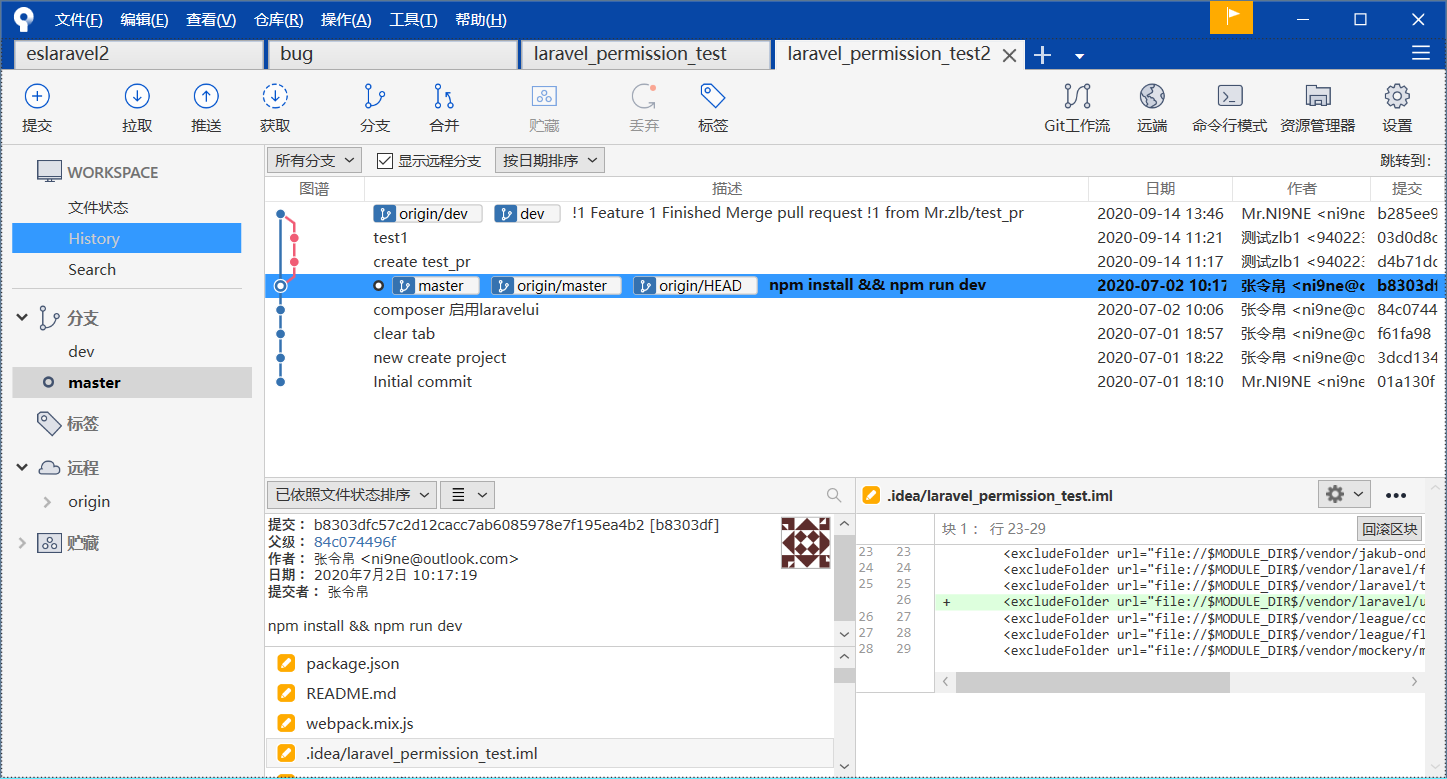 文件(F) 编辑(E) 查看(V) 仓库(R) 操作(A) 工具(T) 帮助(H)
eslaravel2 bug laravel_permission_test laravel_permission_test2
提交 拉取 推送 获取 分支 合并 贮藏 丢弃 标签 Git工作流 远端 命令行模式 资源管理器 设置
WORKSPACE
文件状态
History
Search
分支
dev
master
标签
远程
origin
贮藏
所有分支 显示远程分支 按日期排序 跳转到:
图谱 描述 日期 作者 提交
origin/dev dev !1 Feature 1 Finished Merge pull request !1 from Mr.zlb/test_pr 2020-09-14 13:46 Mr.NI9NE <ni9ne b285ee9
test1 2020-09-14 11:21 测试zlb1 <940223 03d0d8c
create test_pr 2020-09-14 11:17 测试zlb1 <940223 d4b71dc
master origin/master origin/HEAD npm install && npm run dev 2020-07-02 10:17 张令帛 <ni9ne@o b8303df
composer 启用laravelui 2020-07-02 10:06 张令帛 <ni9ne@o 84c0744
clear tab 2020-07-01 18:57 张令帛 <ni9ne@o f61fa98
new create project 2020-07-01 18:22 张令帛 <ni9ne@o 3dcd134
Initial commit 2020-07-01 18:10 Mr.NI9NE <ni9ne 01a130f
已依照文件状态排序
提交： b8303dfc57c2d12cacc7ab6085978e7f195ea4b2 [b8303df]
父级： 84c074496f
作者： 张令帛 <ni9ne@outlook.com>
日期： 2020年7月2日 10:17:19
提交者： 张令帛
npm install && npm run dev
package.json
README.md
webpack.mix.js
.idea/laravel_permission_test.iml
.idea/laravel_permission_test.iml
块 1： 行 23-29 回滚区块
23 23 <excludeFolder url="file://$MODULE_DIR$/vendor/jakub-ond
24 24 <excludeFolder url="file://$MODULE_DIR$/vendor/laravel/f
25 25 <excludeFolder url="file://$MODULE_DIR$/vendor/laravel/t
26 + <excludeFolder url="file://$MODULE_DIR$/vendor/laravel/u
26 27 <excludeFolder url="file://$MODULE_DIR$/vendor/league/co
27 28 <excludeFolder url="file://$MODULE_DIR$/vendor/league/fl
28 29 <excludeFolder url="file://$MODULE_DIR$/vendor/mockery/m